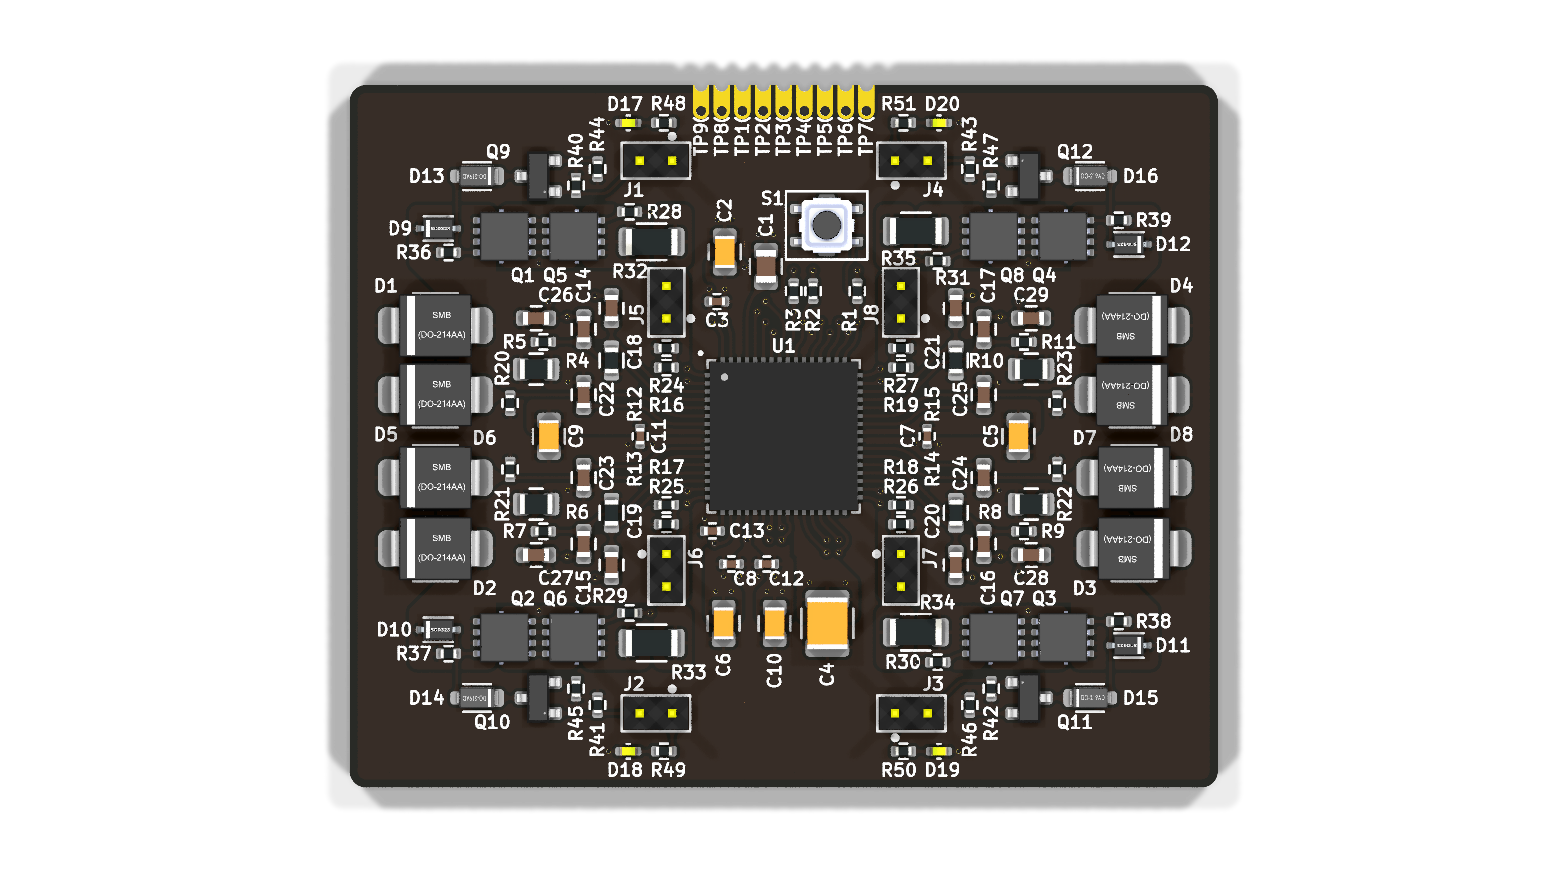 D17 R48 R51 D20
TP9 TP8 TP1 TP2 TP3 TP4 TP5 TP6 TP7
R44 R43
R40 R47
Q9 Q12
D13 D16
J1 J4
S1
C2 C1
R28 R39
D9 D12
R36
R32 R35
Q1 Q5 C14 R31 C17 Q8 Q4
D1 C26 C29 D4
J5 C3 R3 R2 R1 J8
SMB
(DO-214AA)
SMB
(DO-214AA)
R5 R4 C18 U1 C21 R10 R11
R20 R23
R24 R27
R16 R19
C22 R12 R15 C25
SMB
(DO-214AA)
SMB
(DO-214AA)
D5 D6 C9 C11 C7 C5 D7 D8
R13 R14
R17 R18
R25 R26
C23 C24
SMB
(DO-214AA)
SMB
(DO-214AA)
R21 R6 C19 C20 R8 R22
R7 C13 R9
SMB
(DO-214AA)
SMB
(DO-214AA)
J6 J7
C27 C15 C8 C12 C16 C28
D2 D3
R29 R34
Q2 Q6 Q7 Q3
D10 R38
R37 D11
C6 C10 C4 R30
R33
J2 J3
D14 D15
Q10 Q11
R45 R42
R41 R46
D18 R49 R50 D19